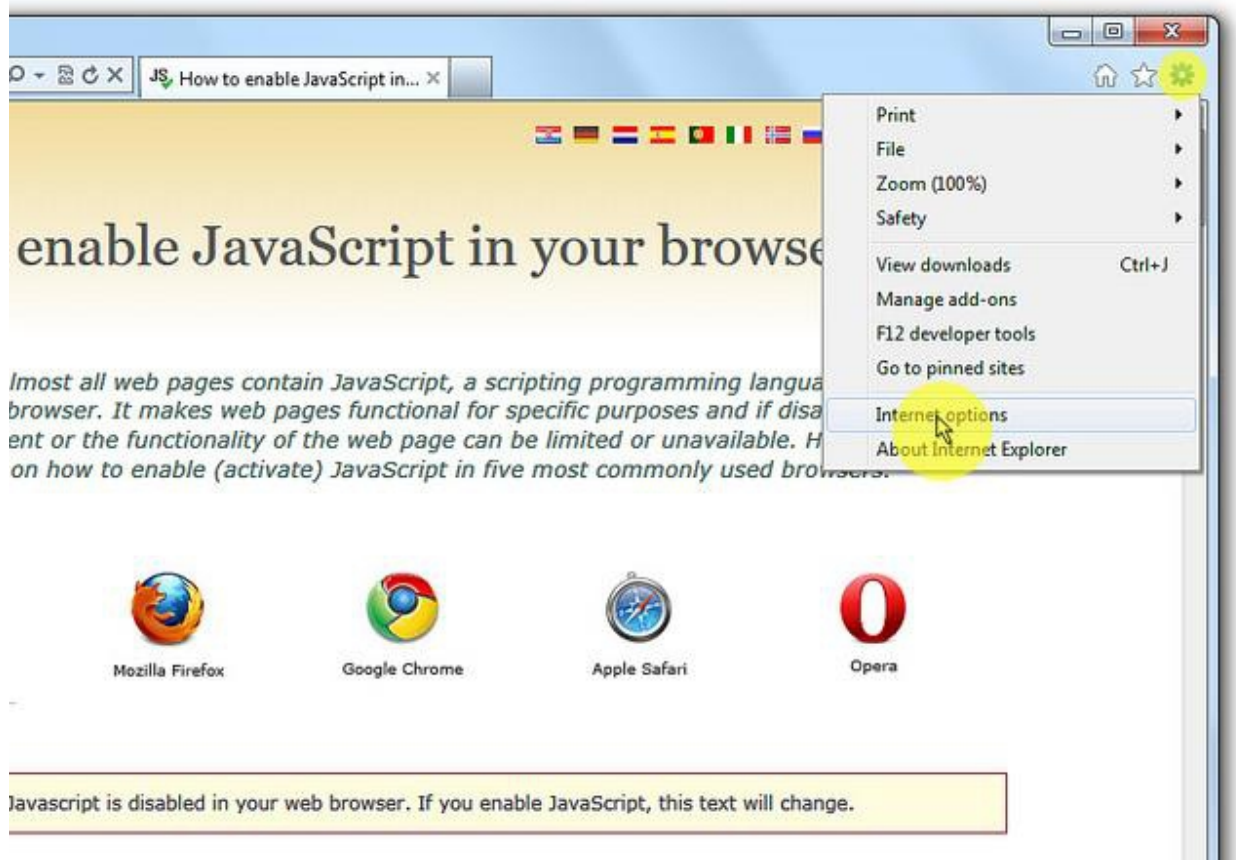 How to enable JavaScript in...
Print
File
Zoom (100%)
Safety
View downloads Ctrl+J
Manage add-ons
F12 developer tools
Go to pinned sites
Internet options
About Internet Explorer
enable JavaScript in your browse
lmost all web pages contain JavaScript, a scripting programming langua
browser. It makes web pages functional for specific purposes and if disa
ent or the functionality of the web page can be limited or unavailable. H
on how to enable (activate) JavaScript in five most commonly used browsers.
Mozilla Firefox
Google Chrome
Apple Safari
Opera
Javascript is disabled in your web browser. If you enable JavaScript, this text will change.